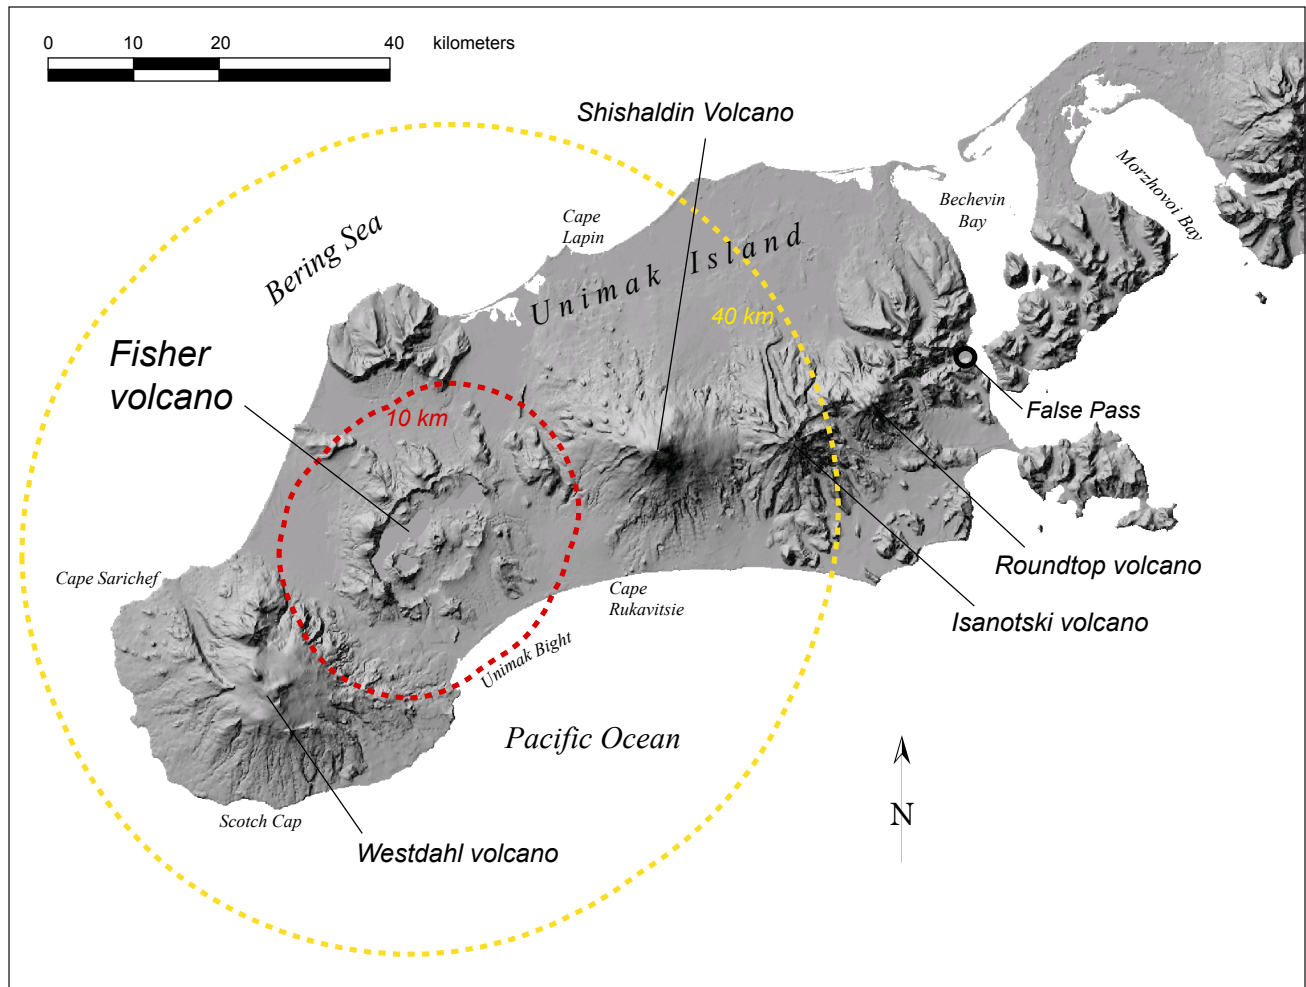 0 10 20 40 kilometers
Shishaldin Volcano
Morzhovoi Bay
Bechevin
Bay
Cape
Lapin
Bering Sea
Unimak Island
40 km
Fisher
volcano
10 km
False Pass
Roundtop volcano
Cape Sarichef
Cape
Rukavitsie
Isanotski volcano
Unimak Bight
Pacific Ocean
N
Scotch Cap
Westdahl volcano